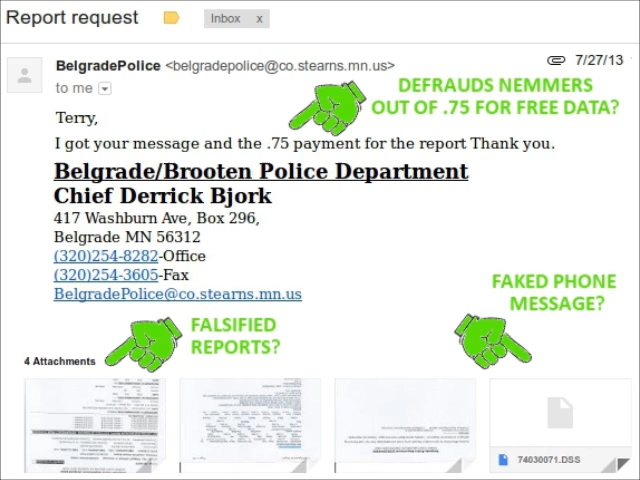 Report request
Inbox x
BelgradePolice <belgradepolice@co.stearns.mn.us>
7/27/13
to me
DEFRAUDS NEMMERS
OUT OF .75 FOR FREE DATA?
Terry,
I got your message and the .75 payment for the report Thank you.
Belgrade/Brooten Police Department
Chief Derrick Bjork
417 Washburn Ave, Box 296,
Belgrade MN 56312
(320)254-8282-Office
(320)254-3605-Fax
BelgradePolice@co.stearns.mn.us
FAKED PHONE
MESSAGE?
FALSIFIED
REPORTS?
4 Attachments
74030071.DSS